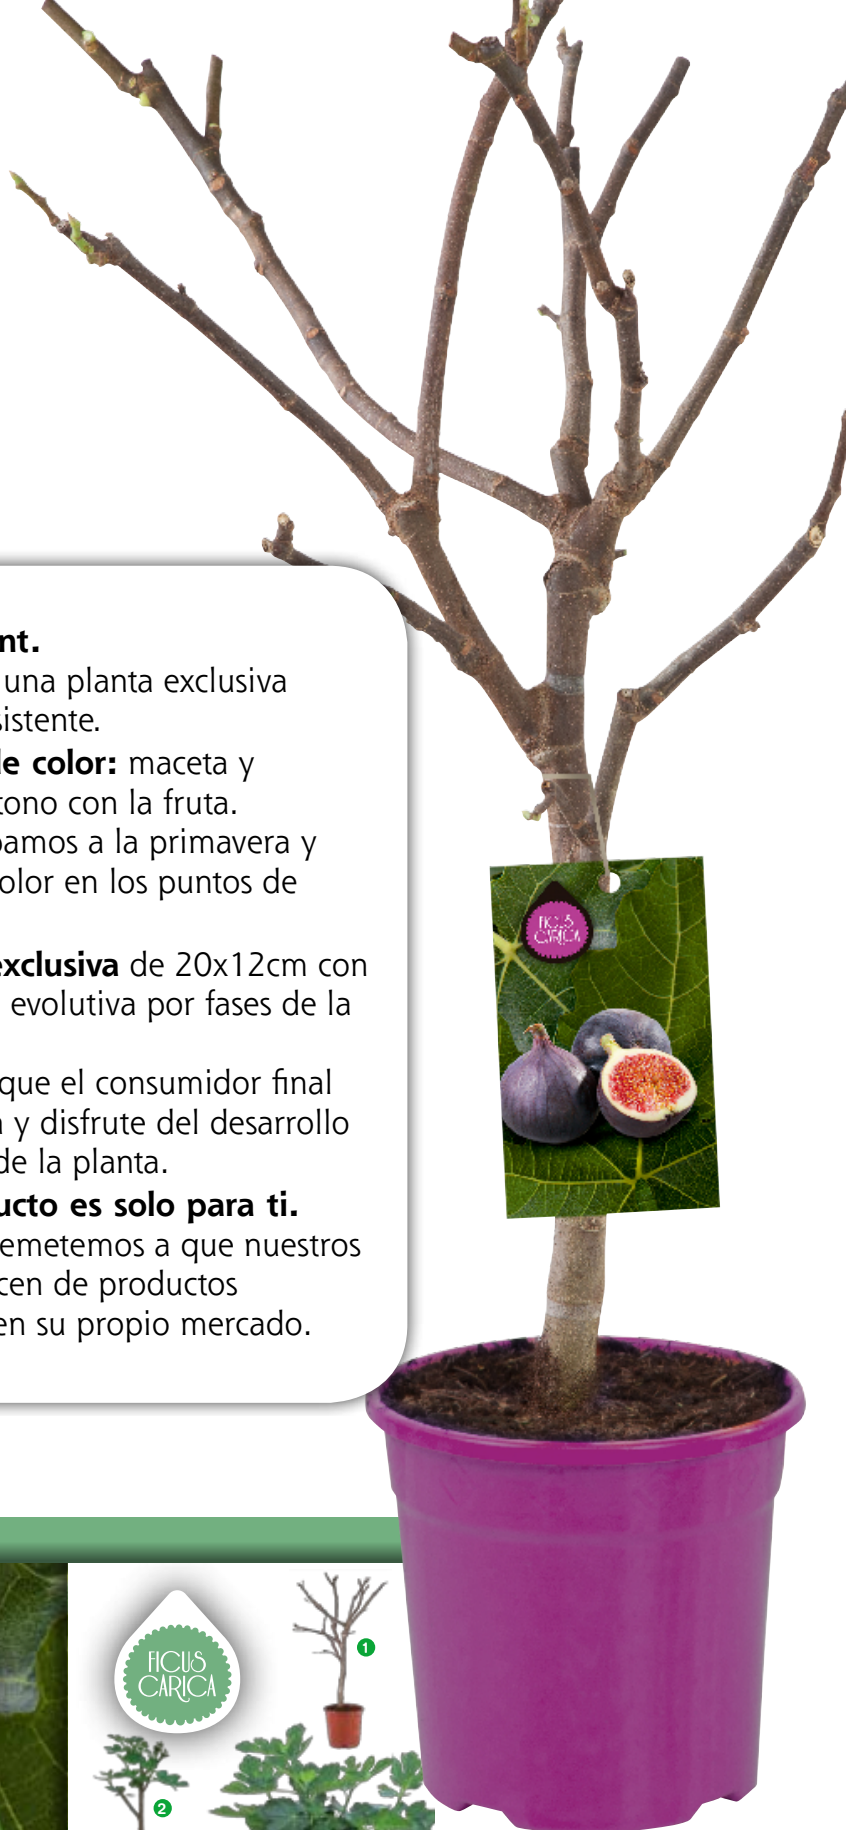 nt.
una planta exclusiva
sistente.
le color: maceta y
tono con la fruta.
pamos a la primavera y
color en los puntos de
exclusiva de 20x12cm con
evolutiva por fases de la
que el consumidor final
a y disfrute del desarrollo
de la planta.
ucto es solo para ti.
emetemos a que nuestros
cen de productos
en su propio mercado.
FICUS
CARICA
FICUS
CARICA
1
2